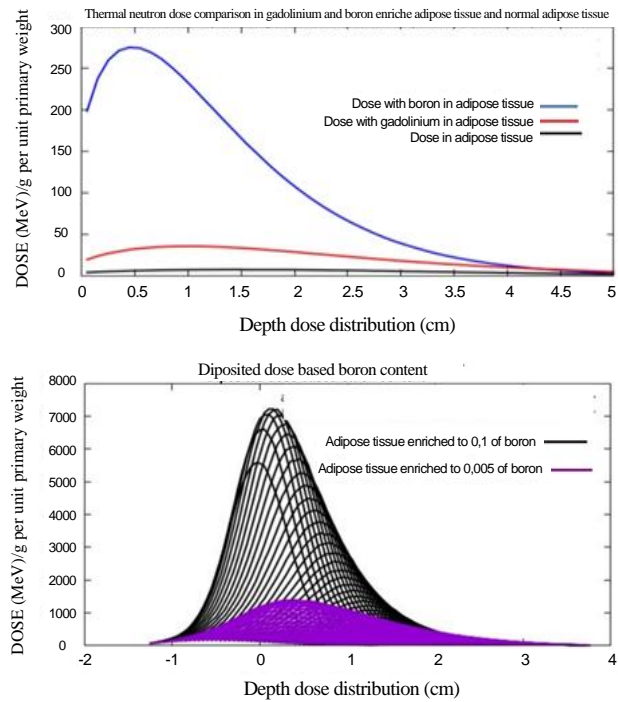 Thermal neutron dose comparison in gadolinium and boron enriche adipose tissue and normal adipose tissue
DOSE (MeV)/g per unit primary weight
300
250
200
150
100
50
0
Dose with boron in adipose tissue
Dose with gadolinium in adipose tissue
Dose in adipose tissue
0 0.5 1 1.5 2 2.5 3 3.5 4 4.5 5
Depth dose distribution (cm)
Diposited dose based boron content
DOSE (MeV)/g per unit primary weight
8000
7000
6000
5000
4000
3000
2000
1000
0
Adipose tissue enriched to 0,1 of boron
Adipose tissue enriched to 0,005 of boron
-2 -1 0 1 2 3 4
Depth dose distribution (cm)